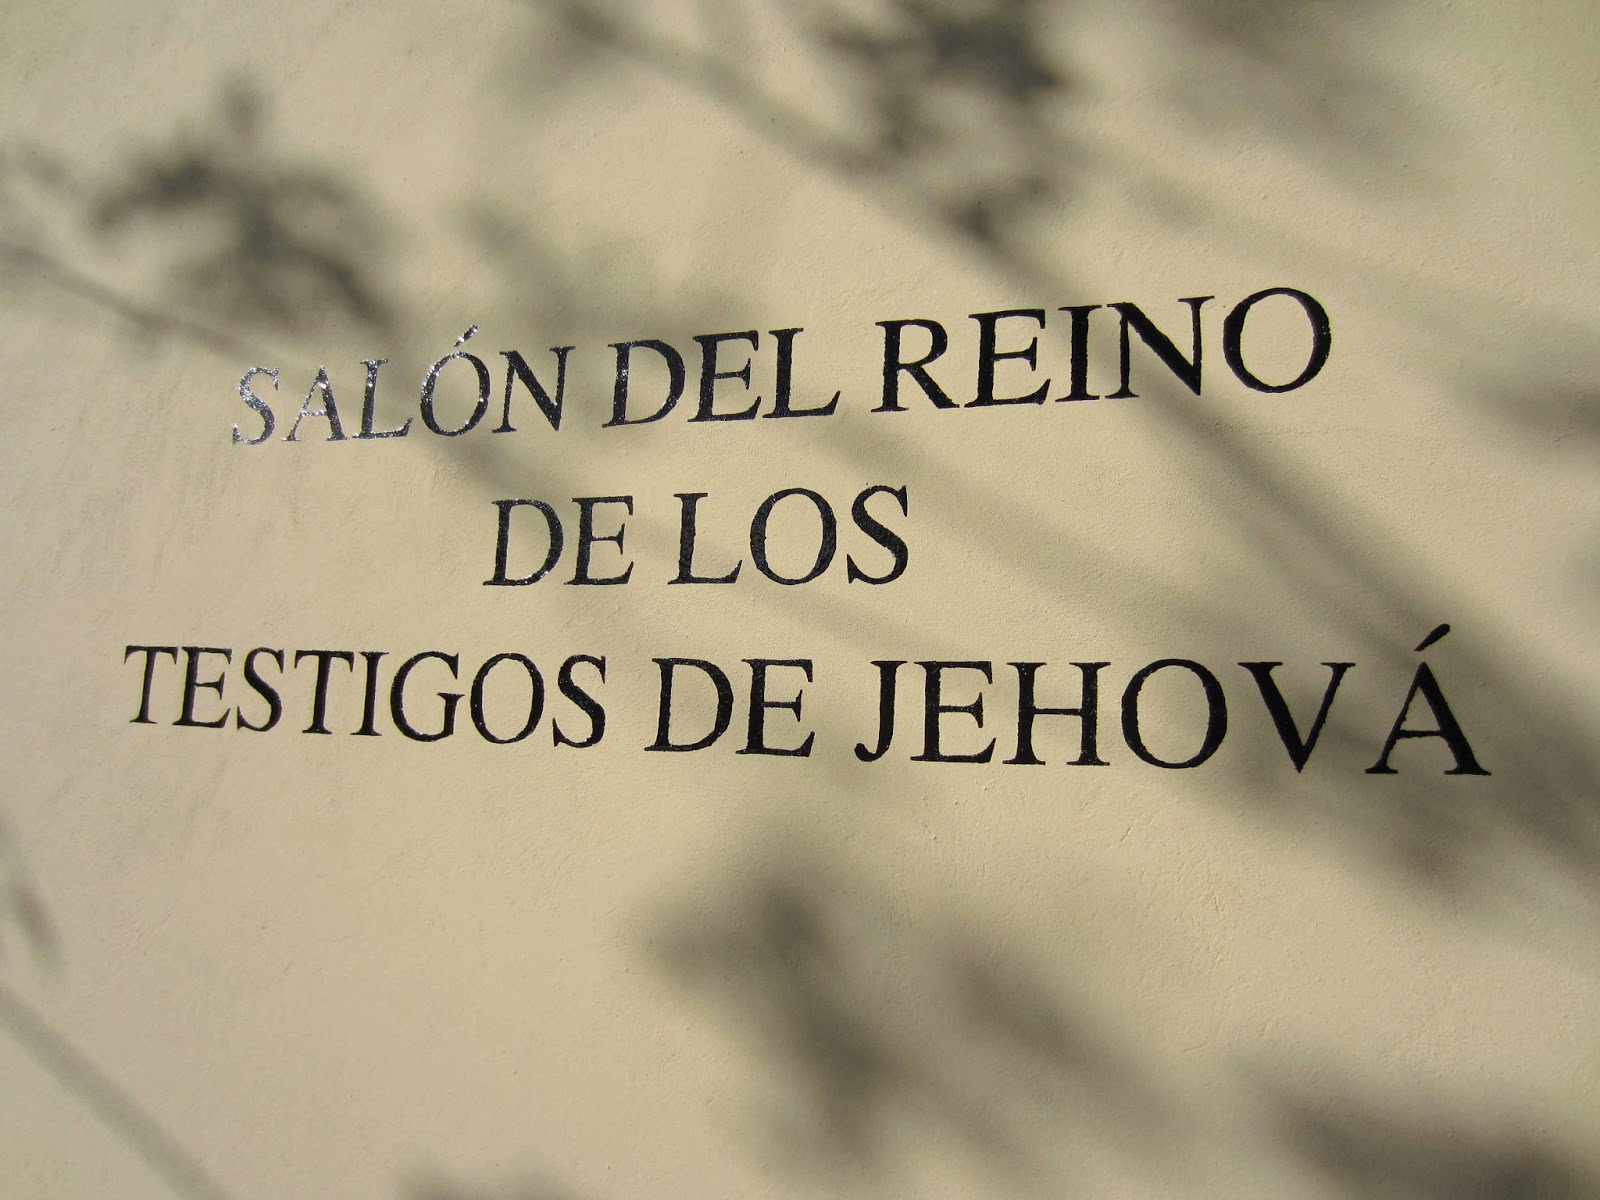 SALÓN DEL REINO
DE LOS
TESTIGOS DE JEHOVÁ